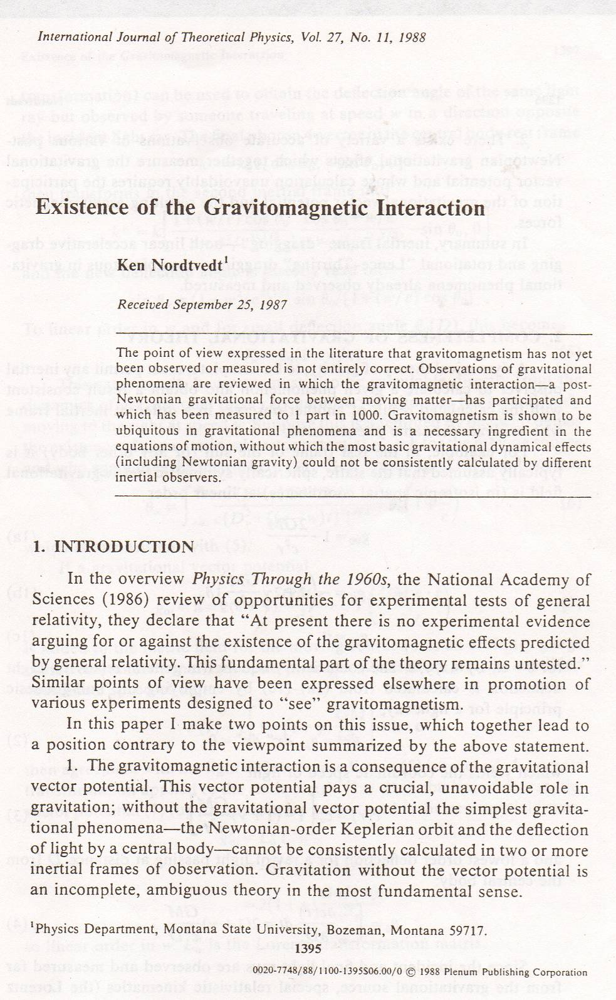 International Journal of Theoretical Physics, Vol. 27, No. 11, 1988
Existence of the Gravitomagnetic Interaction
Ken Nordtvedt¹
Received September 25, 1987
The point of view expressed in the literature that gravitomagnetism has not yet
been observed or measured is not entirely correct. Observations of gravitational
phenomena are reviewed in which the gravitomagnetic interaction—a post-
Newtonian gravitational force between moving matter—has participated and
which has been measured to 1 part in 1000. Gravitomagnetism is shown to be
ubiquitous in gravitational phenomena and is a necessary ingredient in the
equations of motion, without which the most basic gravitational dynamical effects
(including Newtonian gravity) could not be consistently calculated by different
inertial observers.
1. INTRODUCTION
In the overview Physics Through the 1960s, the National Academy of
Sciences (1986) review of opportunities for experimental tests of general
relativity, they declare that “At present there is no experimental evidence
arguing for or against the existence of the gravitomagnetic effects predicted
by general relativity. This fundamental part of the theory remains untested.”
Similar points of view have been expressed elsewhere in promotion of
various experiments designed to “see” gravitomagnetism.
In this paper I make two points on this issue, which together lead to
a position contrary to the viewpoint summarized by the above statement.
1. The gravitomagnetic interaction is a consequence of the gravitational
vector potential. This vector potential pays a crucial, unavoidable role in
gravitation; without the gravitational vector potential the simplest gravita-
tional phenomena—the Newtonian-order Keplerian orbit and the deflection
of light by a central body—cannot be consistently calculated in two or more
inertial frames of observation. Gravitation without the vector potential is
an incomplete, ambiguous theory in the most fundamental sense.
¹Physics Department, Montana State University, Bozeman, Montana 59717.
1395
0020-7748/88/1100-1395$06.00/0 © 1988 Plenum Publishing Corporation